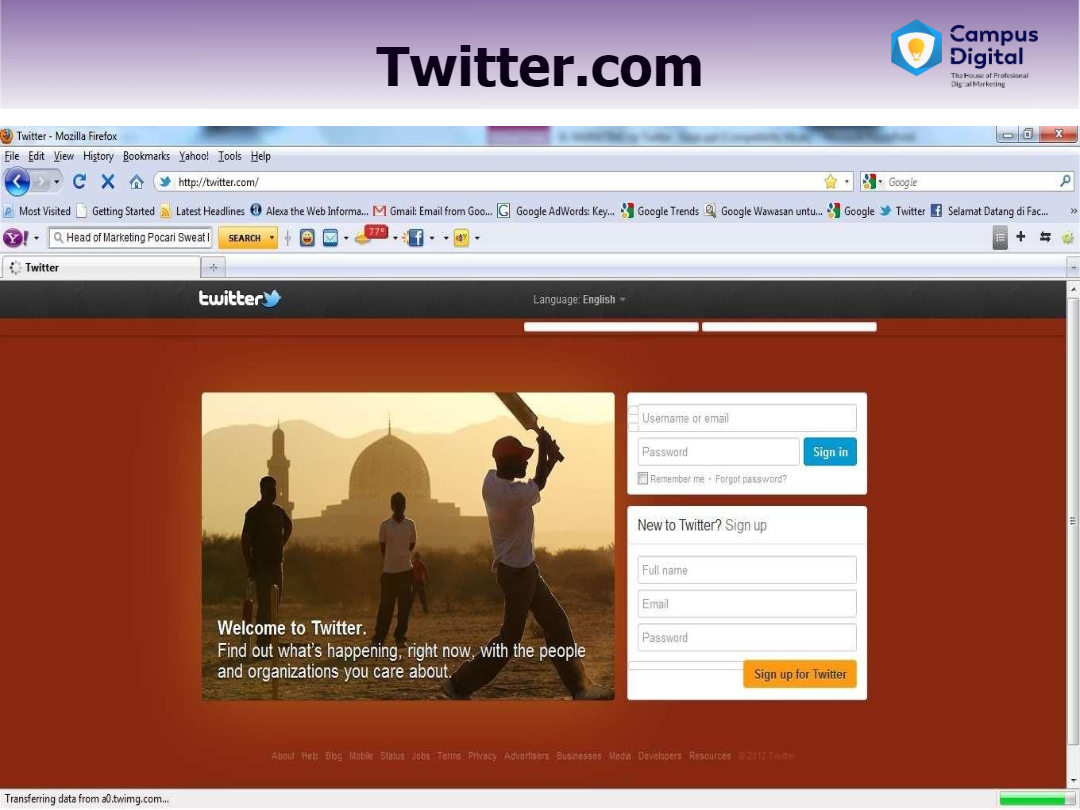 Twitter.com
Campus
Digital
The House of Profesional
Digital Marketing
Twitter - Mozilla Firefox
File Edit View History Bookmarks Yahoo! Tools Help
http://twitter.com/
Google
Most Visited Getting Started Latest Headlines Alexa the Web Informa... Gmail: Email from Goo... Google AdWords: Key... Google Trends Google Wawasan untu... Google Twitter Selamat Datang di Fac... »
Y! Head of Marketing Pocari Sweat I SEARCH 77°
Twitter
twitter
Language: English
Username or email
Password Sign in
Remember me · Forgot password?
New to Twitter? Sign up
Full name
Email
Password
Sign up for Twitter
Welcome to Twitter.
Find out what's happening, right now, with the people
and organizations you care about.
About Help Blog Mobile Status Jobs Terms Privacy Advertisers Businesses Media Developers Resources © 2012 Twitter
Transferring data from a0.twimg.com...